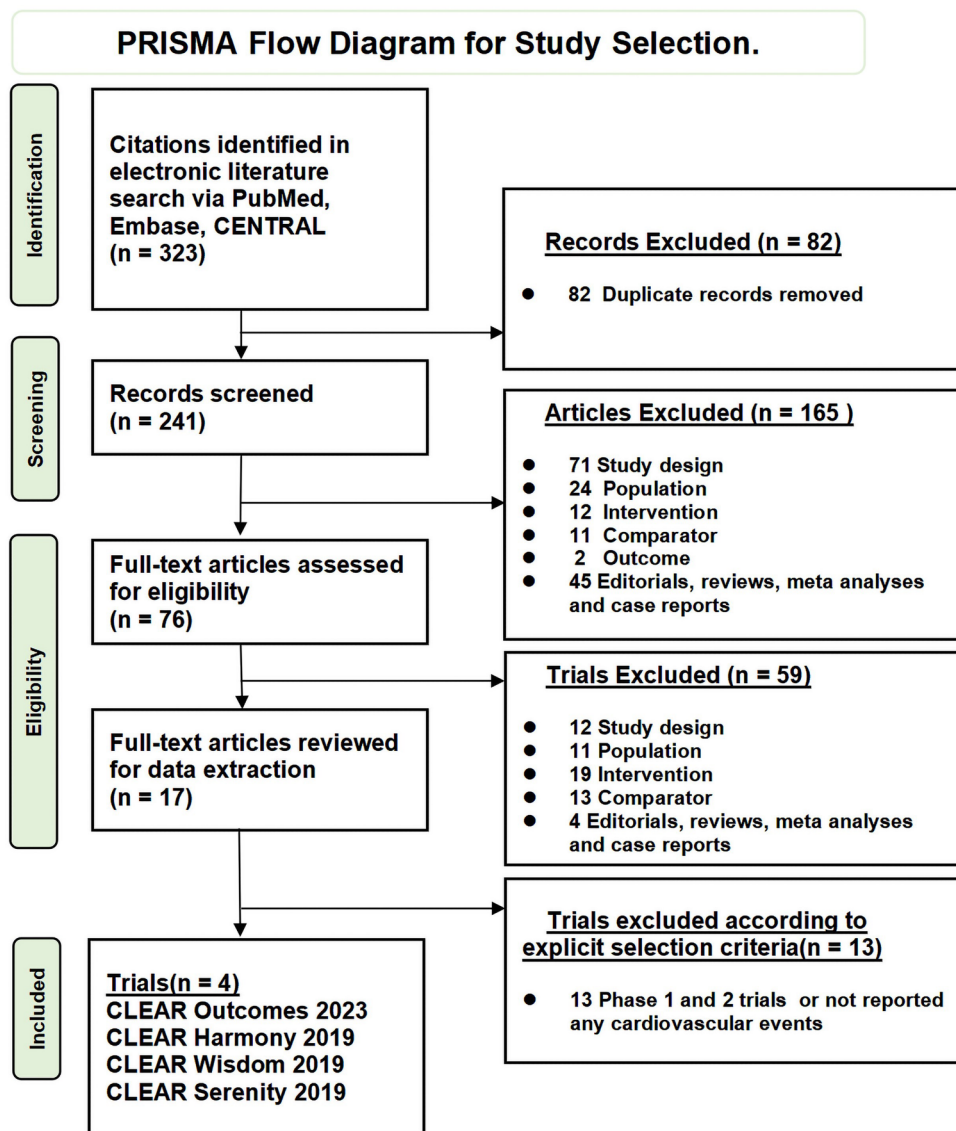 PRISMA Flow Diagram for Study Selection.
Identification
Citations identified in
electronic literature
search via PubMed,
Embase, CENTRAL
(n = 323)
Records Excluded (n = 82)
● 82 Duplicate records removed
Screening
Records screened
(n = 241)
Articles Excluded (n = 165 )
● 71 Study design
● 24 Population
● 12 Intervention
● 11 Comparator
● 2 Outcome
● 45 Editorials, reviews, meta analyses
and case reports
Eligibility
Full-text articles assessed
for eligibility
(n = 76)
Trials Excluded (n = 59)
● 12 Study design
● 11 Population
● 19 Intervention
● 13 Comparator
● 4 Editorials, reviews, meta analyses
and case reports
Full-text articles reviewed
for data extraction
(n = 17)
Trials excluded according to
explicit selection criteria(n = 13)
● 13 Phase 1 and 2 trials or not reported
any cardiovascular events
Included
Trials(n = 4)
CLEAR Outcomes 2023
CLEAR Harmony 2019
CLEAR Wisdom 2019
CLEAR Serenity 2019